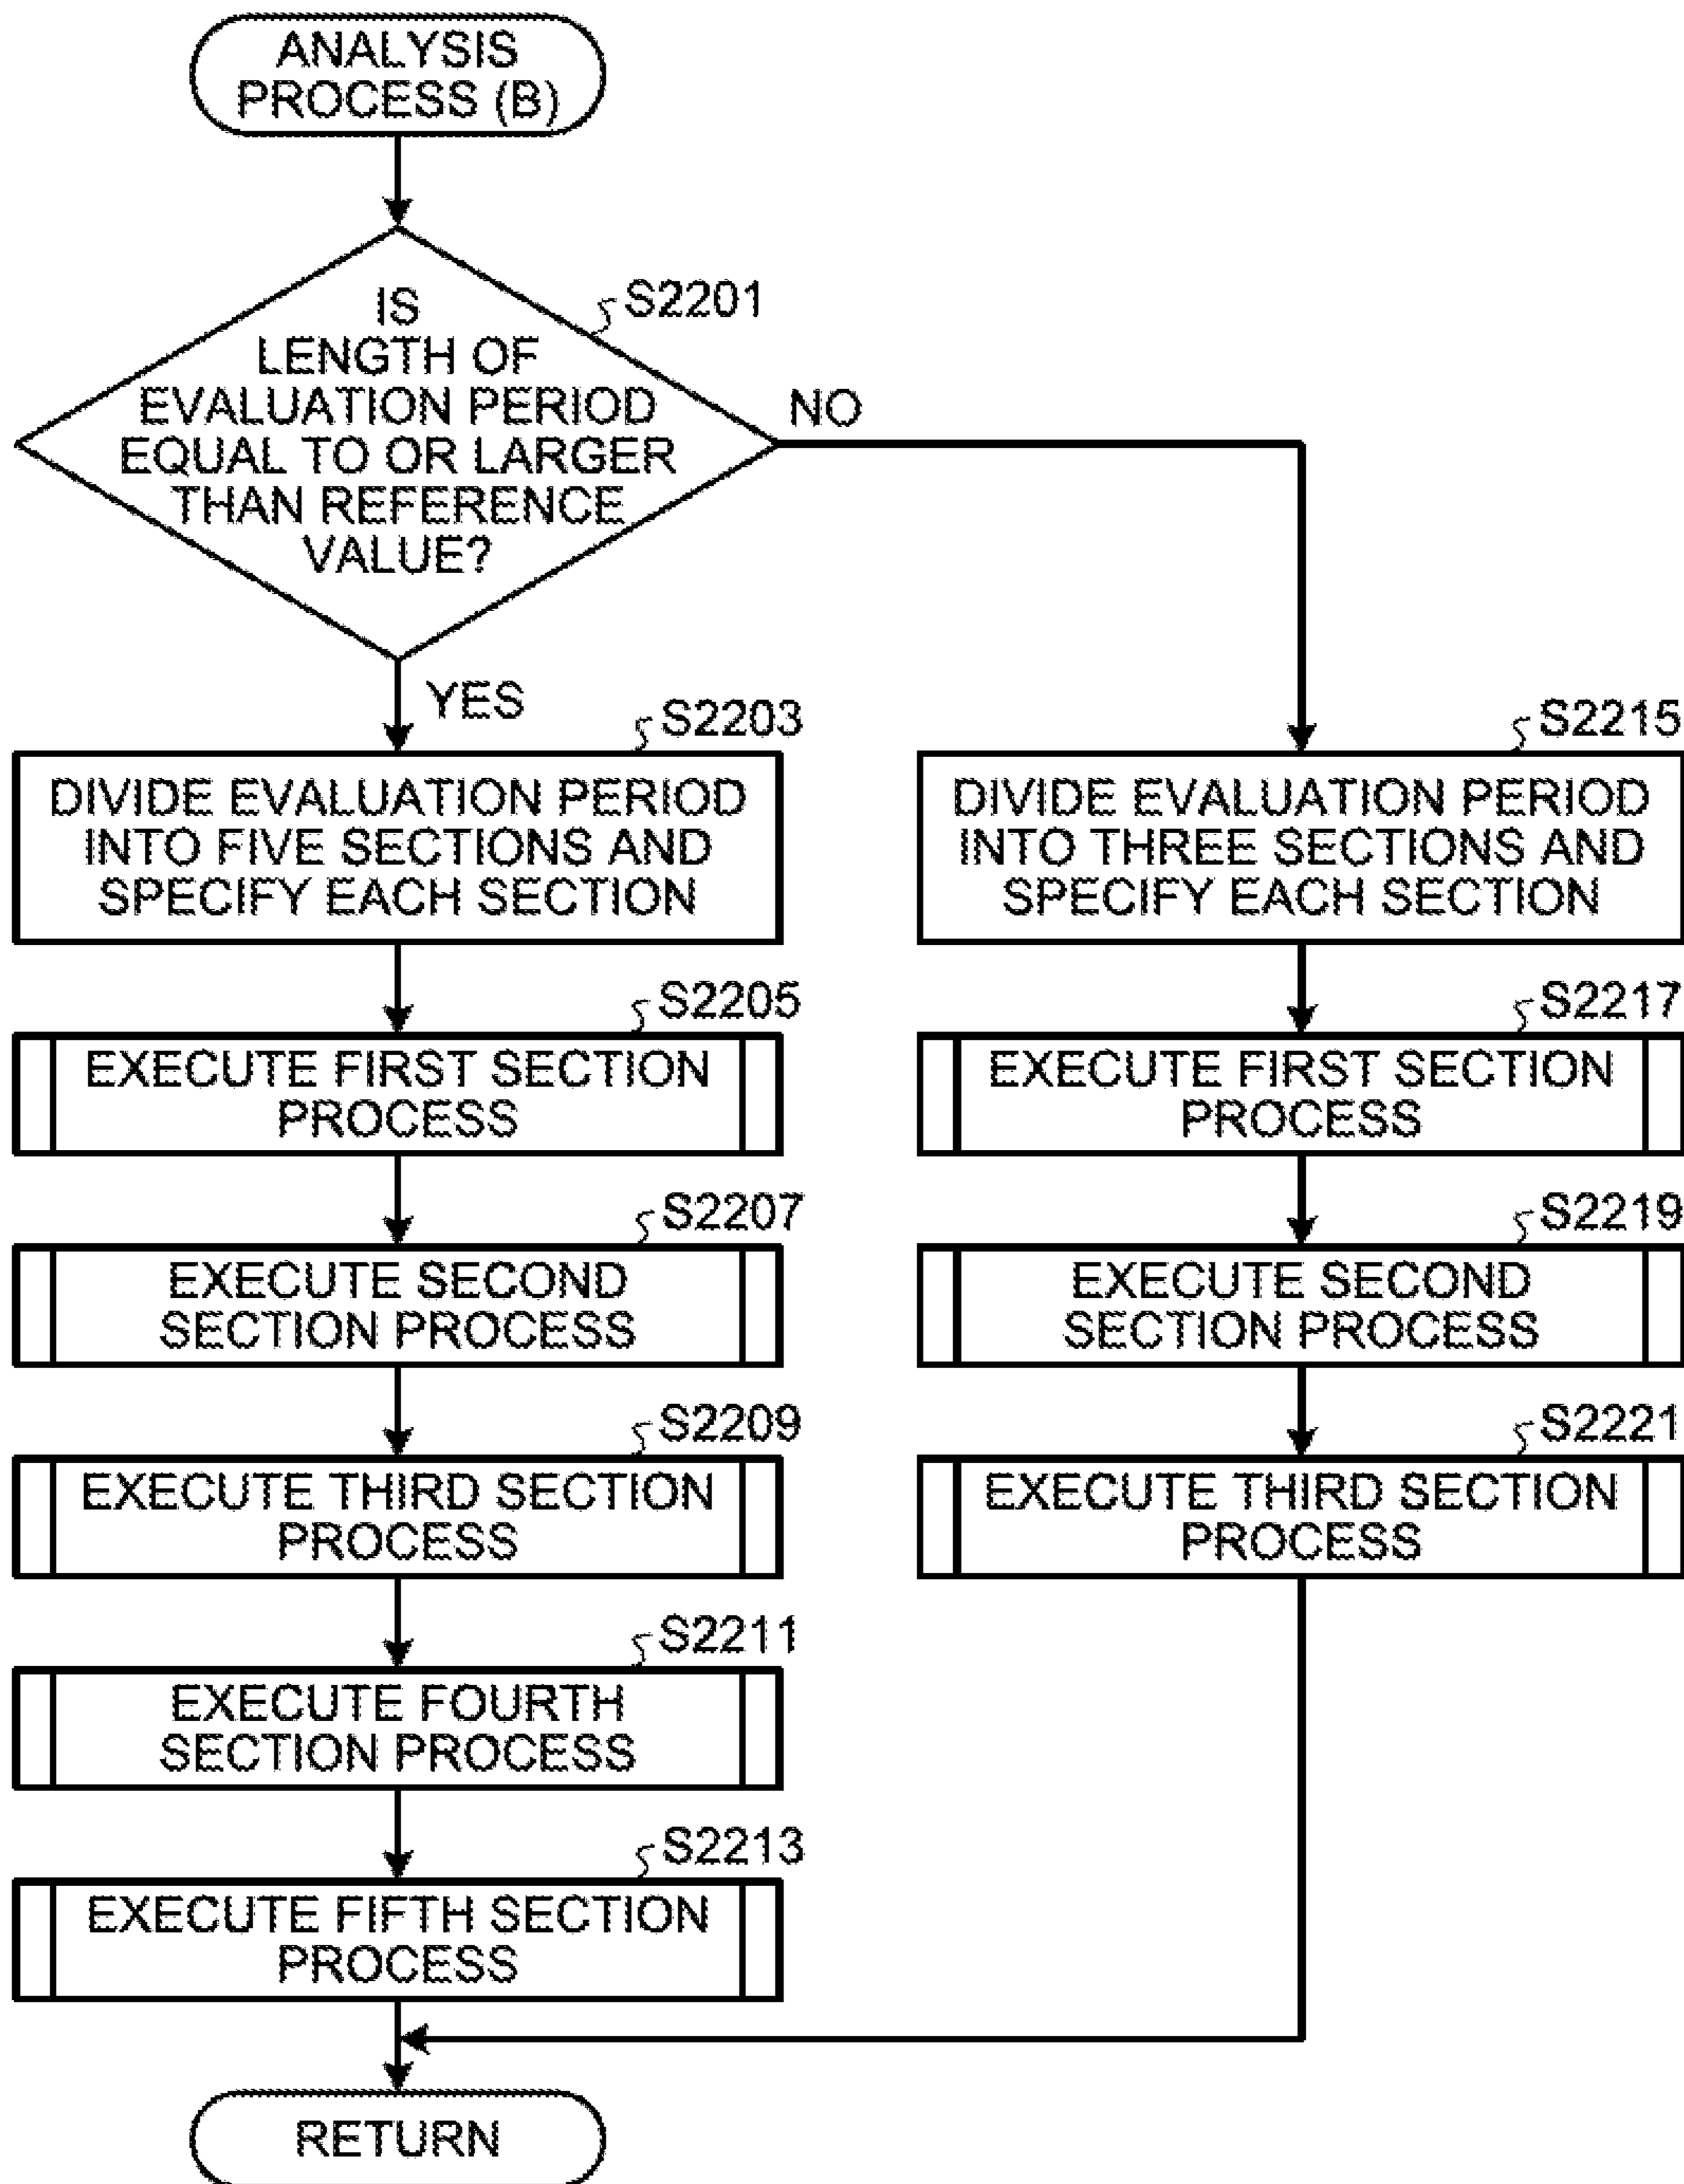 ANALYSIS
PROCESS (B)
S2201
IS
LENGTH OF
EVALUATION PERIOD
EQUAL TO OR LARGER
THAN REFERENCE
VALUE?
NO
YES
S2203
DIVIDE EVALUATION PERIOD
INTO FIVE SECTIONS AND
SPECIFY EACH SECTION
S2205
EXECUTE FIRST SECTION
PROCESS
S2207
EXECUTE SECOND
SECTION PROCESS
S2209
EXECUTE THIRD SECTION
PROCESS
S2211
EXECUTE FOURTH
SECTION PROCESS
S2213
EXECUTE FIFTH SECTION
PROCESS
S2215
DIVIDE EVALUATION PERIOD
INTO THREE SECTIONS AND
SPECIFY EACH SECTION
S2217
EXECUTE FIRST SECTION
PROCESS
S2219
EXECUTE SECOND
SECTION PROCESS
S2221
EXECUTE THIRD SECTION
PROCESS
RETURN